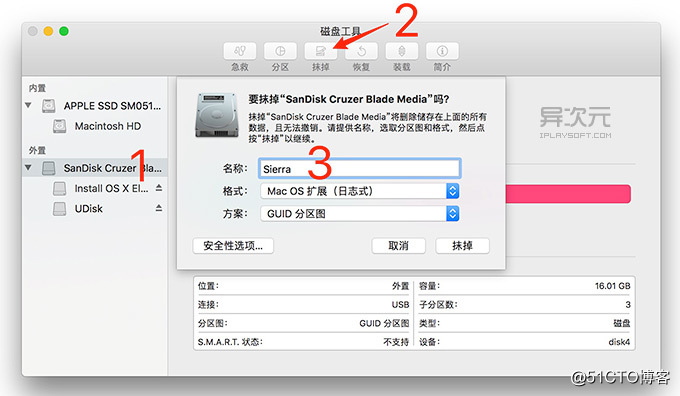 磁盘工具
2
急救
分区
抹掉
恢复
装载
简介
内置
APPLE SSD SM051...
Macintosh HD
外置
SanDisk Cruzer Bla...
1
Install OS X El...
UDisk
要抹掉“SanDisk Cruzer Blade Media”吗?
抹掉“SanDisk Cruzer Blade Media”将删除储存在上面的所有
数据，且无法撤销。请提供名称，选取分区图和格式，然后点
按“抹掉”以继续。
名称：
Sierra
3
格式：
Mac OS 扩展（日志式）
方案：
GUID 分区图
安全性选项...
取消
抹掉
异次元
IPLAYSOFT.COM
位置：
外置
容量：
16.01 GB
连接：
USB
子分区数：
3
分区图：
GUID 分区图
类型：
磁盘
S.M.A.R.T. 状态：
不支持
设备：
disk4
@51CTO博客